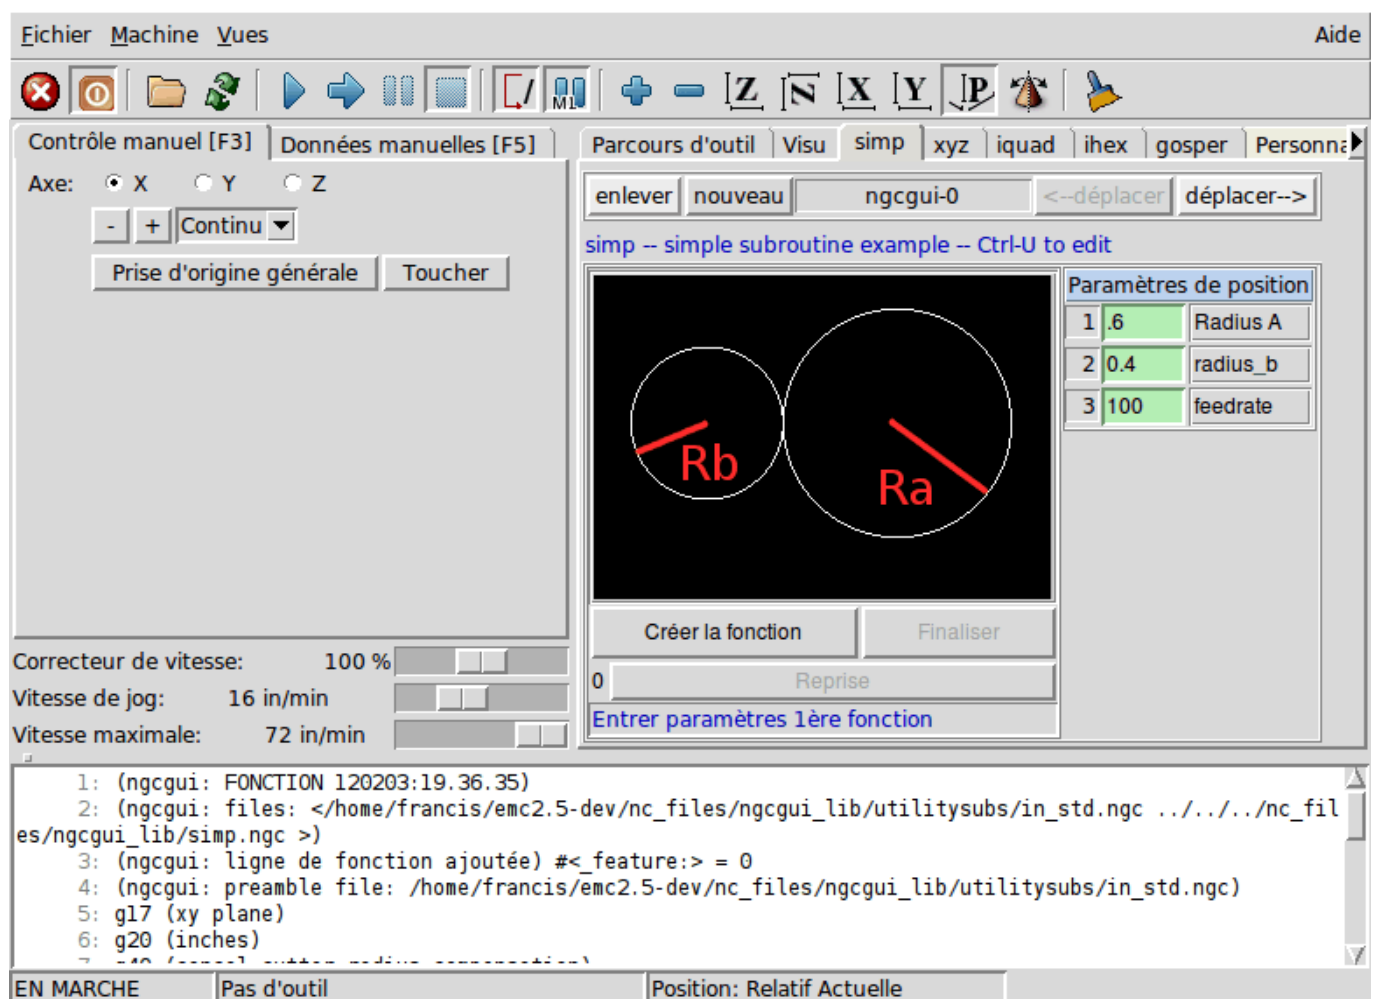 Fichier Machine Vues Aide
M1 Z N X Y P
Contrôle manuel [F3] Données manuelles [F5]
Axe: X Y Z
- + Continu
Prise d'origine générale Toucher
Correcteur de vitesse: 100 %
Vitesse de jog: 16 in/min
Vitesse maximale: 72 in/min
Parcours d'outil Visu simp xyz iquad ihex gosper Personna
enlever nouveau ngcgui-0 <--déplacer déplacer-->
simp -- simple subroutine example -- Ctrl-U to edit
Rb Ra
Paramètres de position
1 .6 Radius A
2 0.4 radius_b
3 100 feedrate
Créer la fonction Finaliser
0 Reprise
Entrer paramètres 1ère fonction
1: (ngcgui: FONCTION 120203:19.36.35)
2: (ngcgui: files: </home/francis/emc2.5-dev/nc_files/ngcgui_lib/utilitysubs/in_std.ngc ../../../nc_fil
es/ngcgui_lib/simp.ngc >)
3: (ngcgui: ligne de fonction ajoutée) #<_feature:> = 0
4: (ngcgui: preamble file: /home/francis/emc2.5-dev/nc_files/ngcgui_lib/utilitysubs/in_std.ngc)
5: g17 (xy plane)
6: g20 (inches)
EN MARCHE Pas d'outil Position: Relatif Actuelle